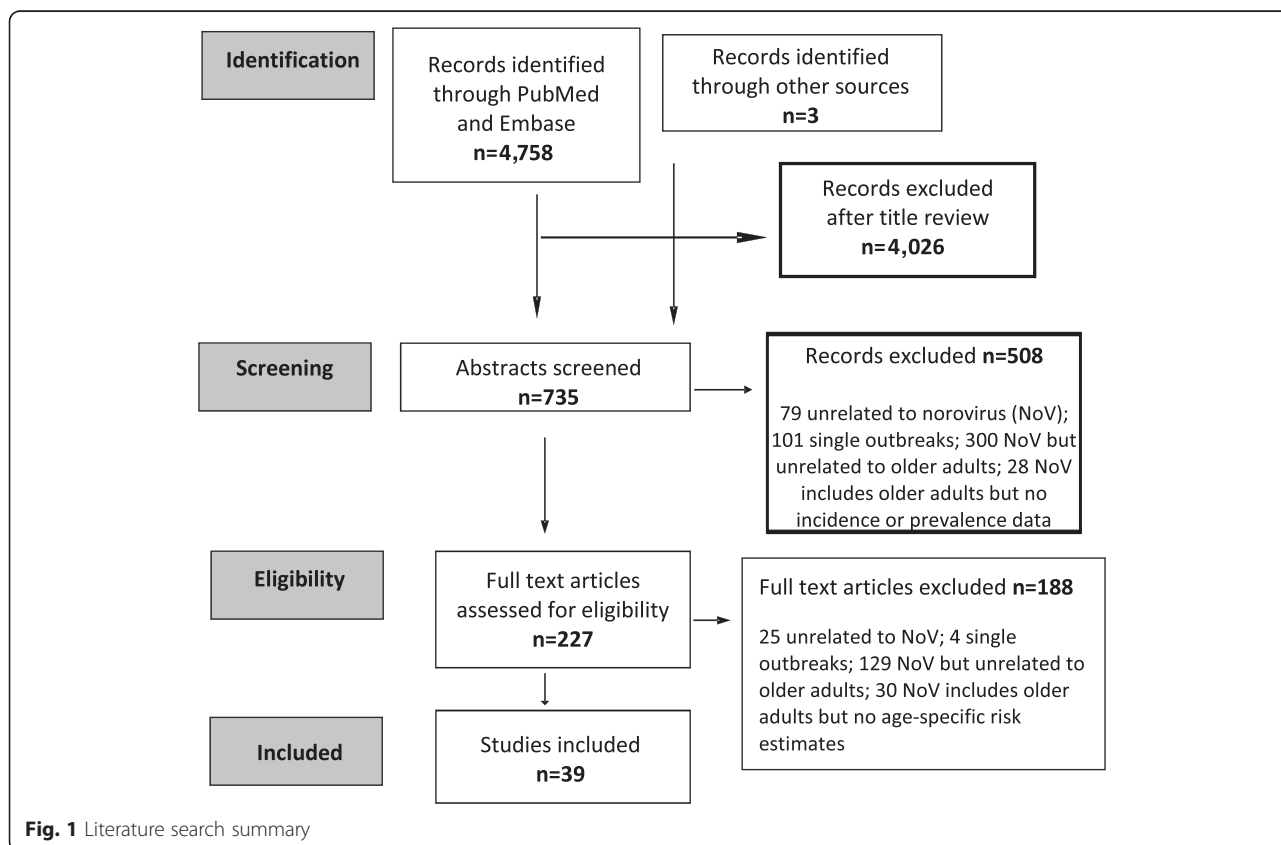 Identification
Records identified
through PubMed
and Embase
n=4,758
Records identified
through other sources
n=3
Records excluded
after title review
n=4,026
Screening
Abstracts screened
n=735
Records excluded n=508
79 unrelated to norovirus (NoV);
101 single outbreaks; 300 NoV but
unrelated to older adults; 28 NoV
includes older adults but no
incidence or prevalence data
Eligibility
Full text articles
assessed for eligibility
n=227
Full text articles excluded n=188
25 unrelated to NoV; 4 single
outbreaks; 129 NoV but unrelated to
older adults; 30 NoV includes older
adults but no age-specific risk
estimates
Included
Studies included
n=39
Fig. 1 Literature search summary